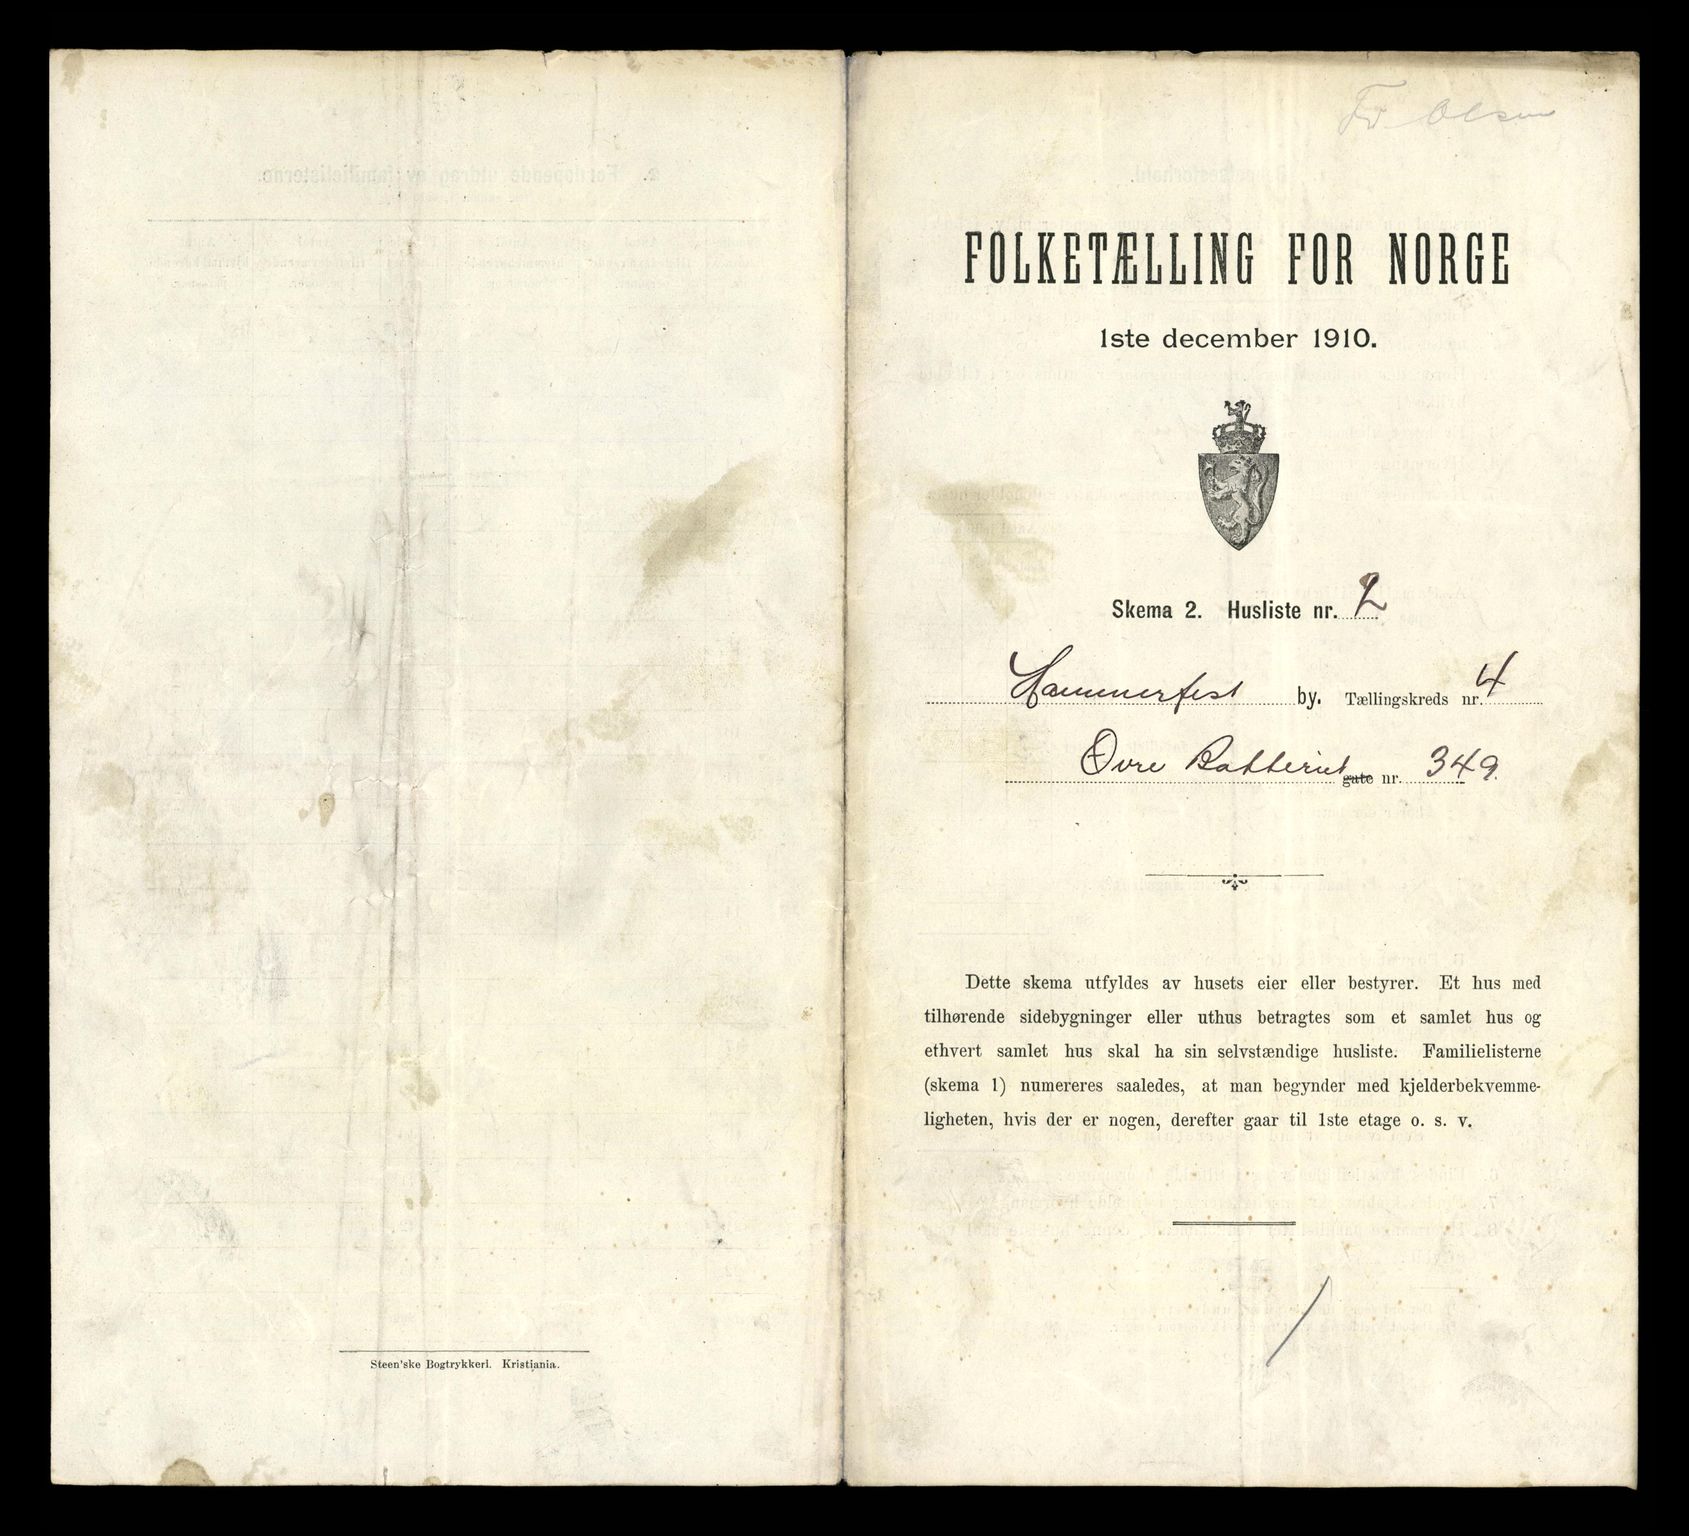 Fr Olsen
FOLKETÆLLING FOR NORGE
1ste december 1910.
Skema 2. Husliste nr. 2
Hammerfest by. Tællingskreds nr. 4
Øvre Batteriet gate nr. 349.
Dette skema utfyldes av husets eier eller bestyrer. Et hus med
tilhørende sidebygninger eller uthus betragtes som et samlet hus og
ethvert samlet hus skal ha sin selvstændige husliste. Familielisterne
(skema 1) numereres saaledes, at man begynder med kjelderbekvemme-
ligheten, hvis der er nogen, derefter gaar til 1ste etage o. s. v.
Steen'ske Bogtrykkeri. Kristiania.